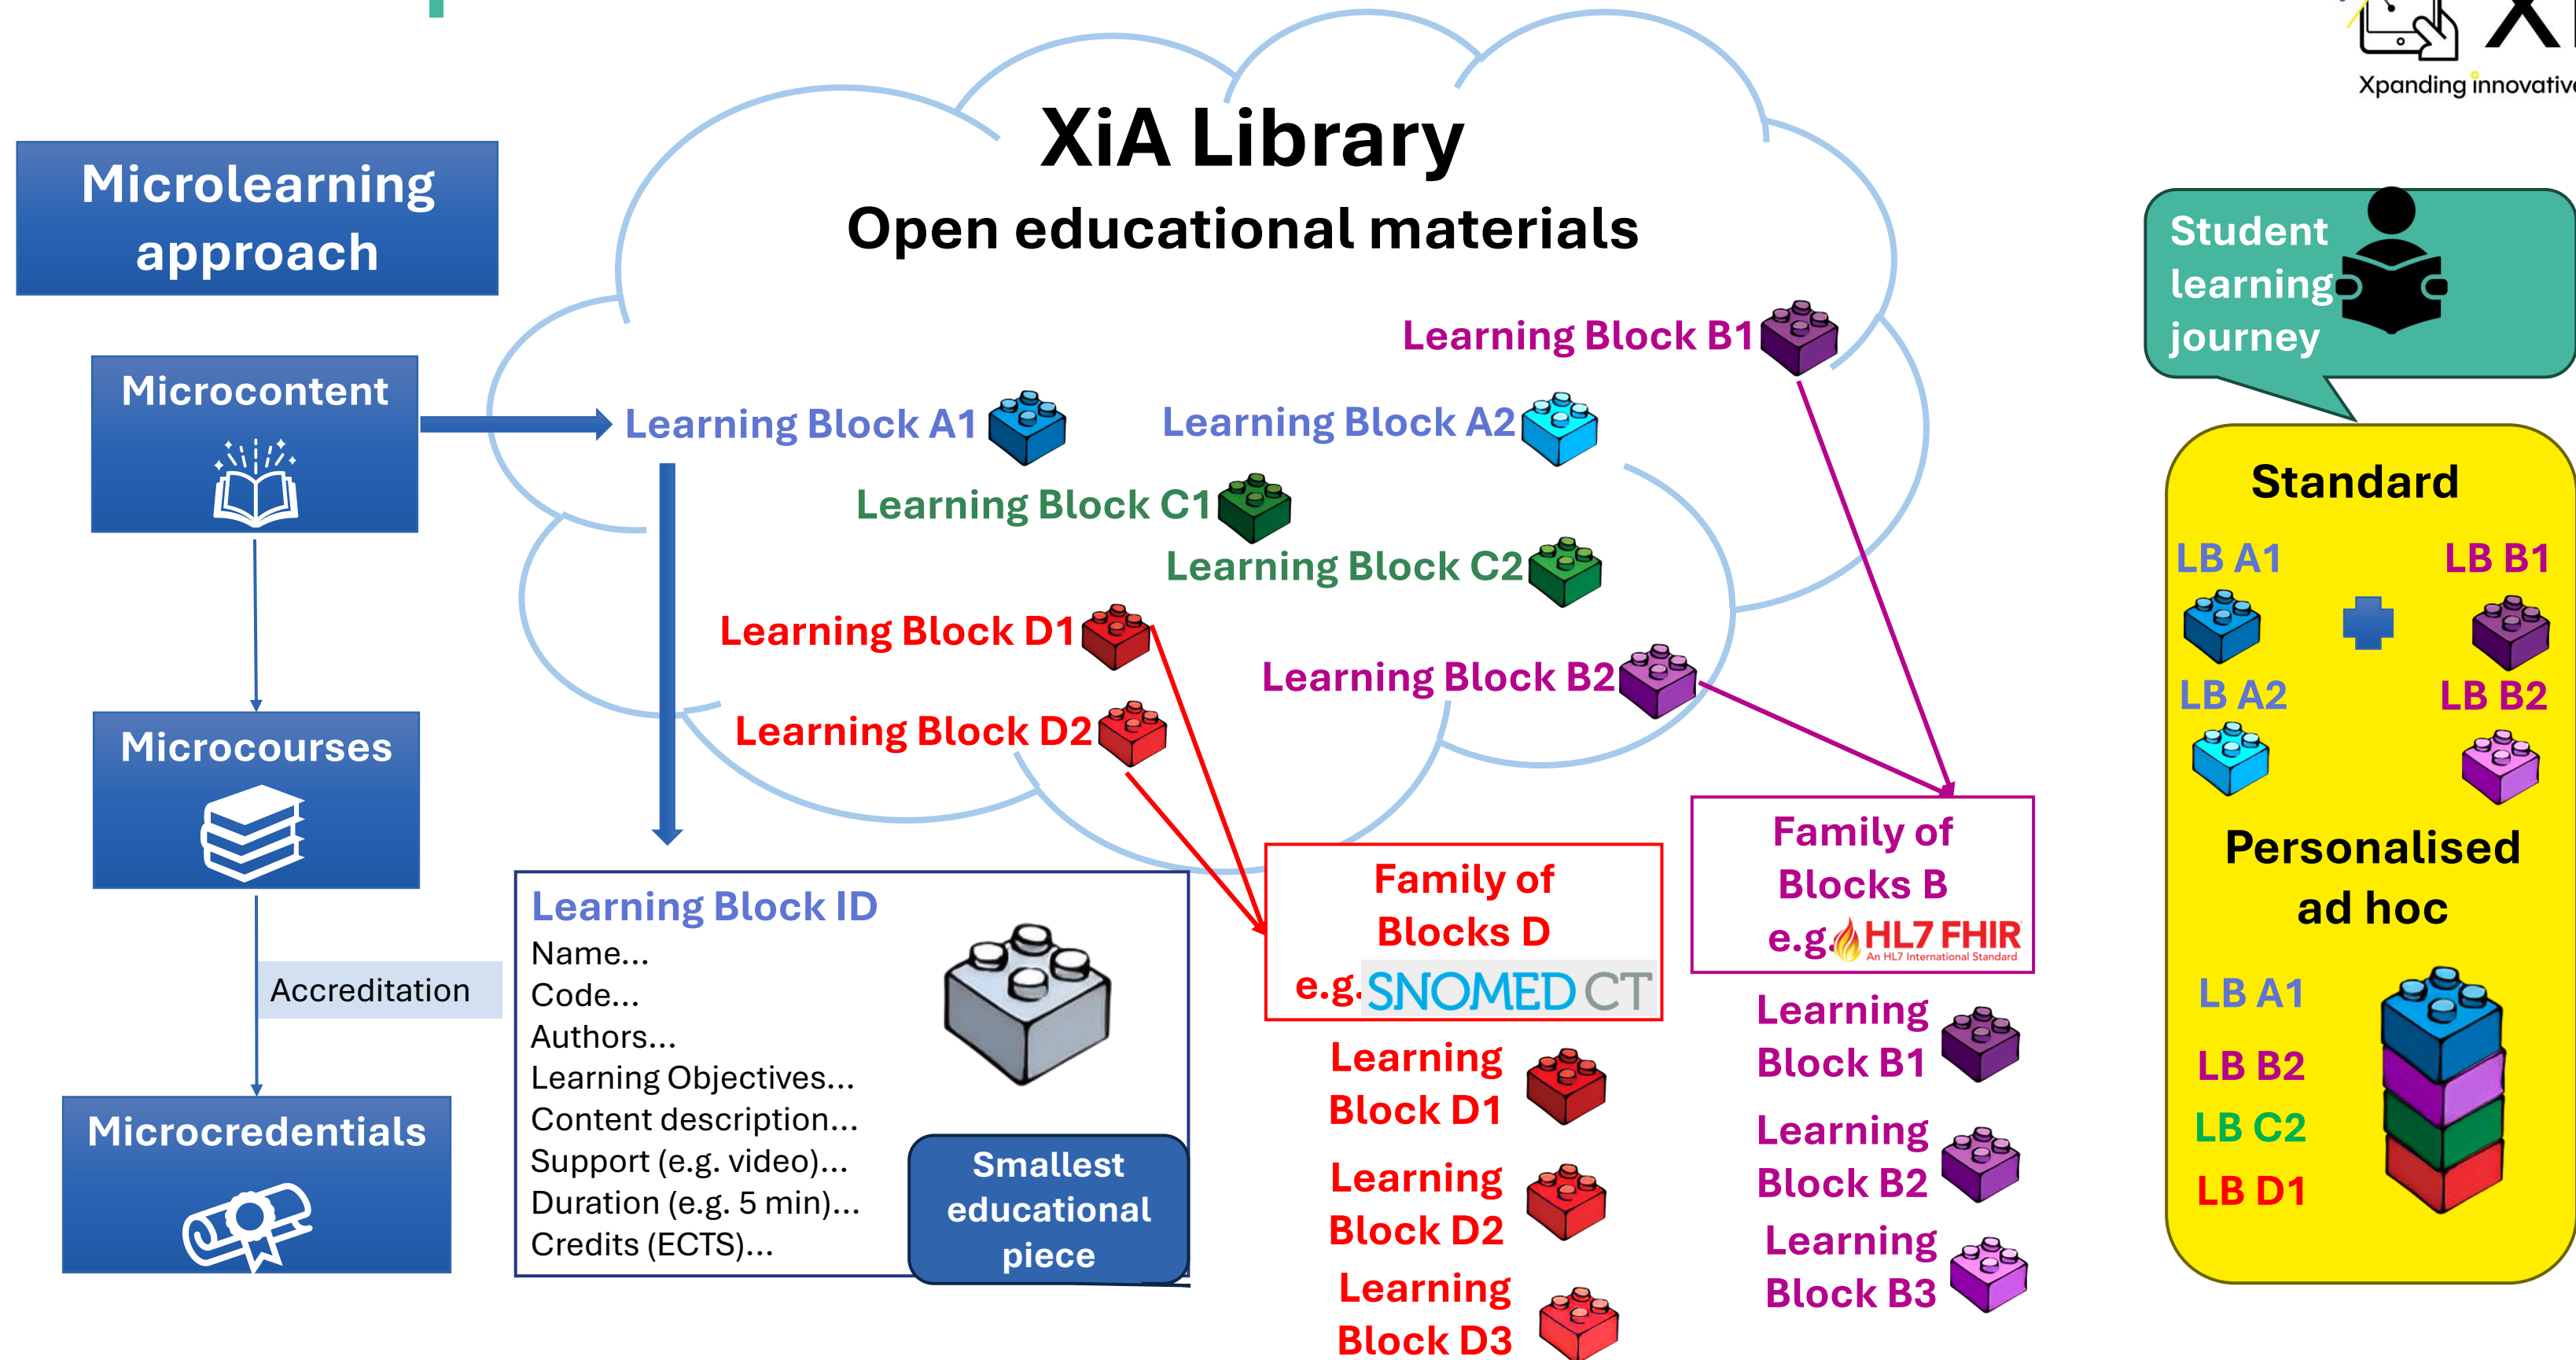 XiA Library
Open educational materials
Xpanding innovative
Microlearning
approach
Microcontent
Microcourses
Accreditation
Microcredentials
Learning Block B1
Learning Block A1
Learning Block A2
Learning Block C1
Learning Block C2
Learning Block D1
Learning Block B2
Learning Block D2
Learning Block ID
Name...
Code...
Authors...
Learning Objectives...
Content description...
Support (e.g. video)...
Duration (e.g. 5 min)...
Credits (ECTS)...
Smallest
educational
piece
Family of
Blocks D
e.g. SNOMED CT
Learning
Block D1
Learning
Block D2
Learning
Block D3
Family of
Blocks B
e.g. HL7 FHIR
An HL7 International Standard
Learning
Block B1
Learning
Block B2
Learning
Block B3
Student
learning
journey
Standard
LB A1
LB B1
LB A2
LB B2
Personalised
ad hoc
LB A1
LB B2
LB C2
LB D1